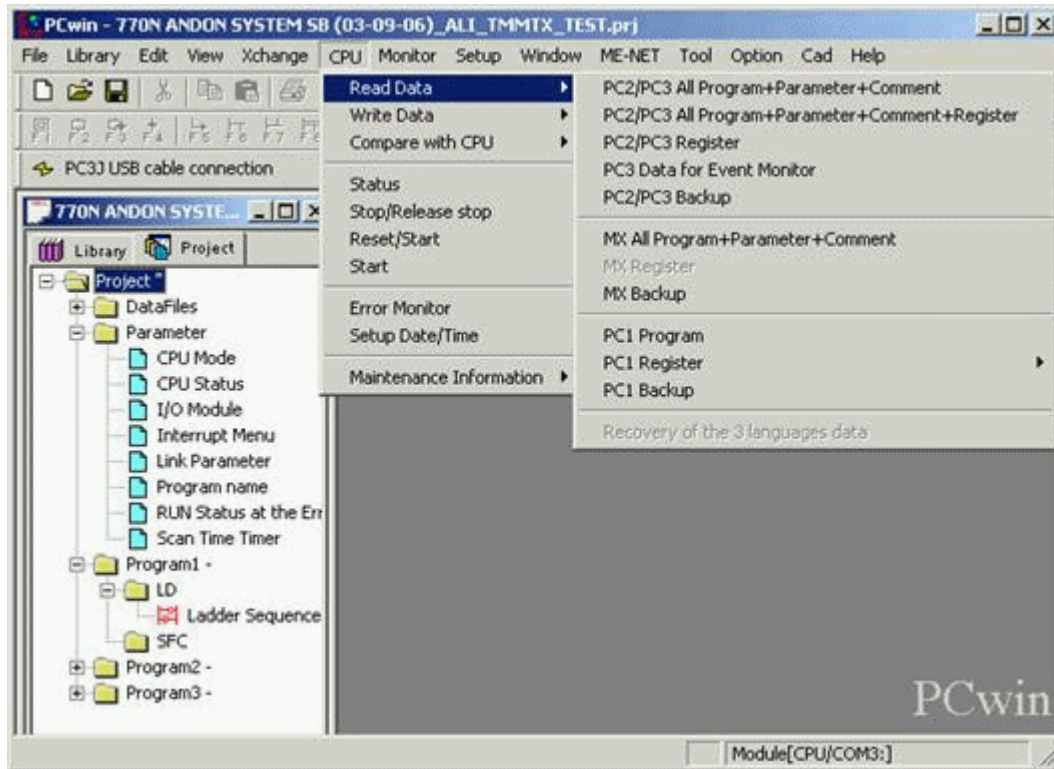 PCwin - 770N ANDON SYSTEM SB (03-09-06)_ALI_TMMTX_TEST.prj
File Library Edit View Xchange CPU Monitor Setup Window ME-NET Tool Option Cad Help
F1 F2 F3 F4 F5 F6 F7
PC3J USB cable connection
770N ANDON SYSTE...
Library Project
Project *
DataFiles
Parameter
CPU Mode
CPU Status
I/O Module
Interrupt Menu
Link Parameter
Program name
RUN Status at the Err
Scan Time Timer
Program1 -
LD
Ladder Sequence
SFC
Program2 -
Program3 -
Read Data
Write Data
Compare with CPU
Status
Stop/Release stop
Reset/Start
Start
Error Monitor
Setup Date/Time
Maintenance Information
PC2/PC3 All Program+Parameter+Comment
PC2/PC3 All Program+Parameter+Comment+Register
PC2/PC3 Register
PC3 Data for Event Monitor
PC2/PC3 Backup
MX All Program+Parameter+Comment
MX Register
MX Backup
PC1 Program
PC1 Register
PC1 Backup
Recovery of the 3 languages data
PCwin
Module[CPU/COM3:]